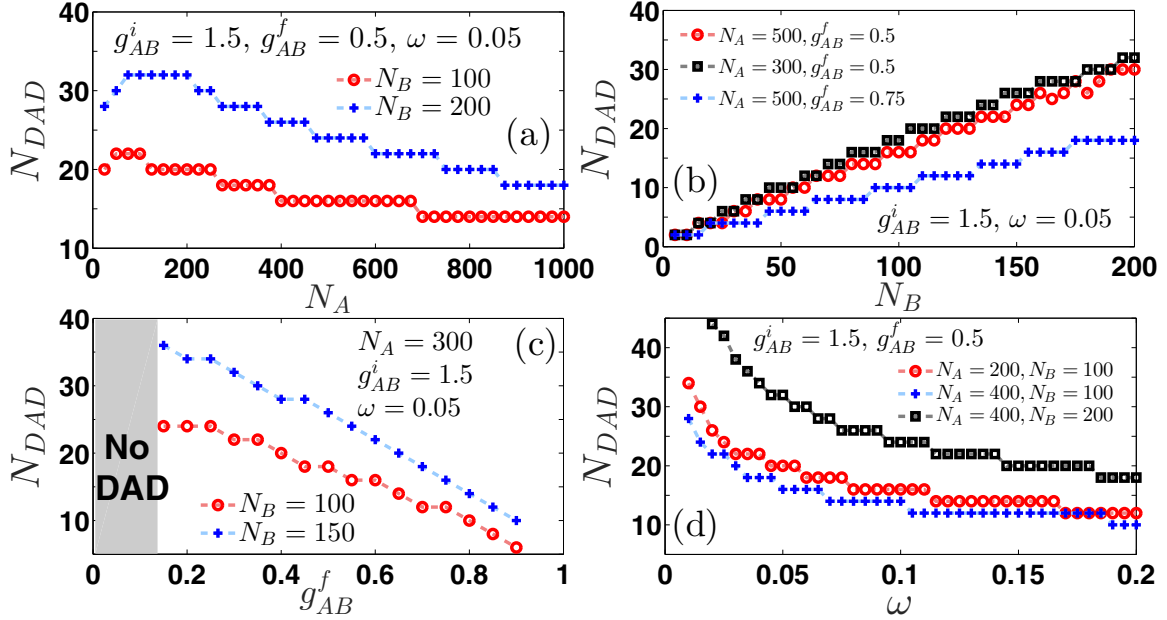 40
30
20
10
N_{DAD}
g^i_{AB} = 1.5, g^f_{AB} = 0.5, ω = 0.05
N_B = 100
N_B = 200
(a)
0 200 400 600 800 1000
N_A
40
30
20
10
0
N_{DAD}
N_A = 500, g^f_{AB} = 0.5
N_A = 300, g^f_{AB} = 0.5
N_A = 500, g^f_{AB} = 0.75
(b)
g^i_{AB} = 1.5, ω = 0.05
0 50 100 150 200
N_B
40
30
20
10
N_{DAD}
N_A = 300
g^i_{AB} = 1.5
ω = 0.05
(c)
No
DAD
N_B = 100
N_B = 150
0 0.2 0.4 0.6 0.8 1
g^f_{AB}
40
30
20
10
N_{DAD}
g^i_{AB} = 1.5, g^f_{AB} = 0.5
N_A = 200, N_B = 100
N_A = 400, N_B = 100
N_A = 400, N_B = 200
(d)
0 0.05 0.1 0.15 0.2
ω